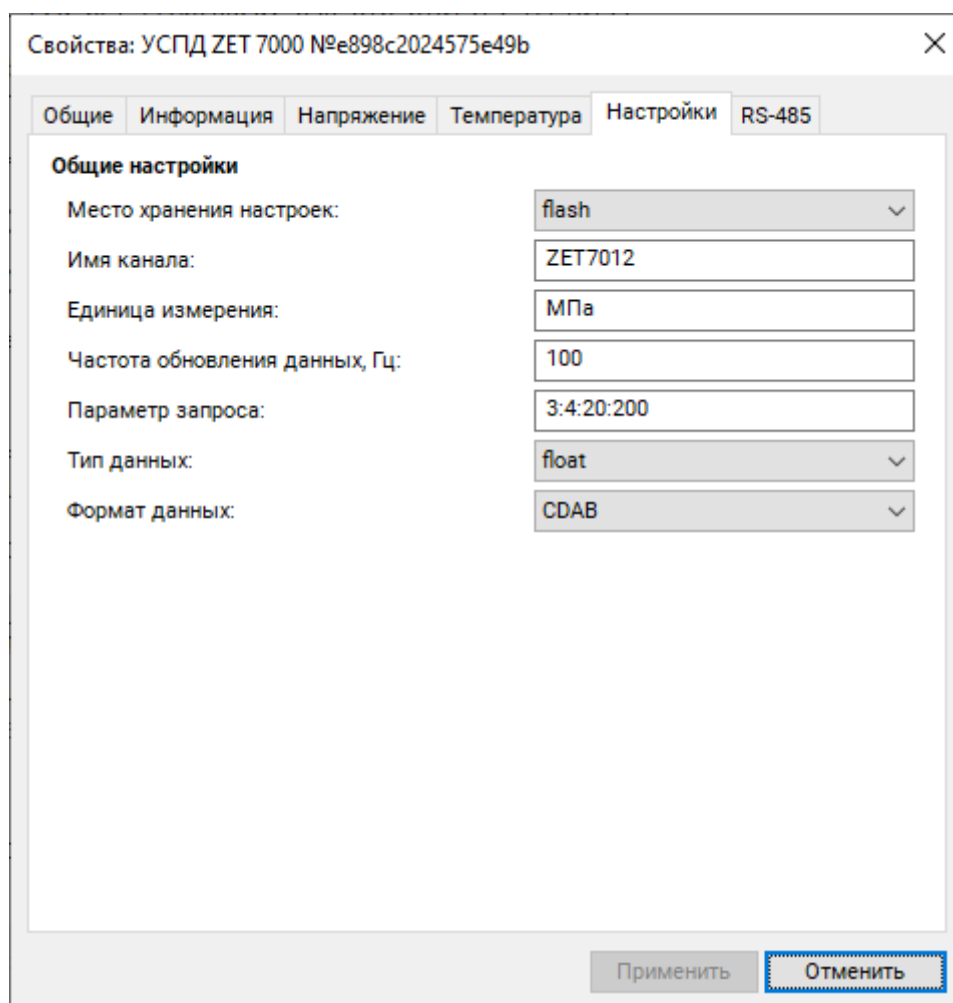 Свойства: УСПД ZET 7000 №e898c2024575e49b
Общие Информация Напряжение Температура Настройки RS-485
Общие настройки
Место хранения настроек: flash
Имя канала: ZET7012
Единица измерения: МПа
Частота обновления данных, Гц: 100
Параметр запроса: 3:4:20:200
Тип данных: float
Формат данных: CDAB
Применить Отменить